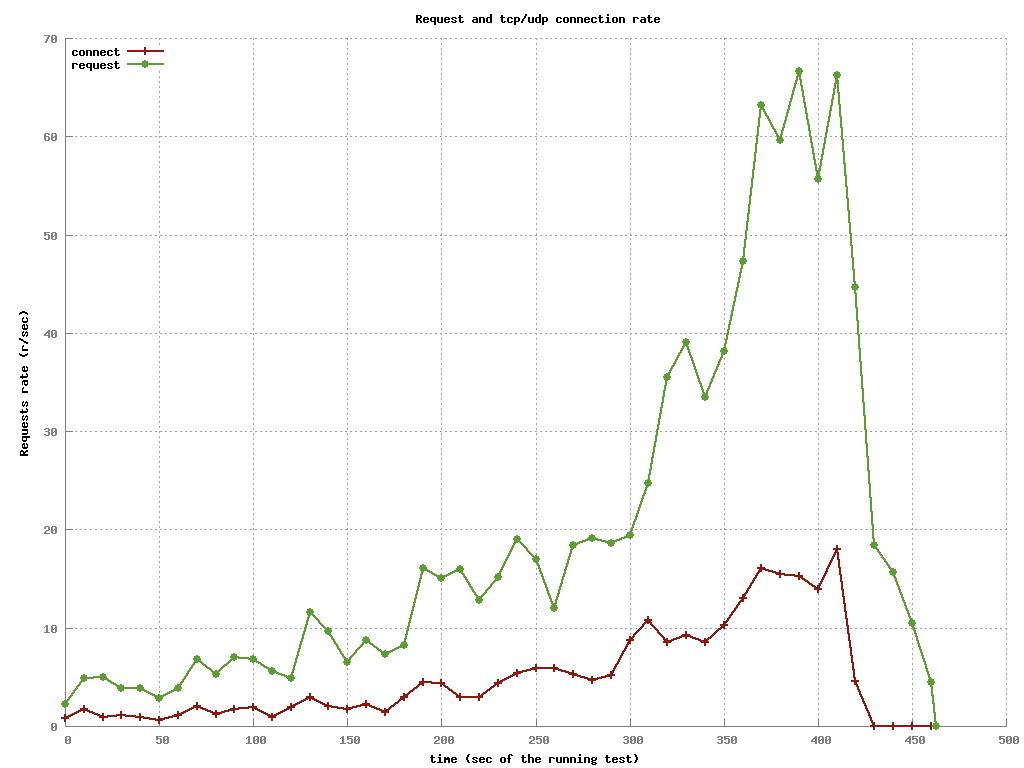 Request and tcp/udp connection rate
70
connect
request
60
50
40
30
20
10
0
Requests rate (r/sec)
0 50 100 150 200 250 300 350 400 450 500
time (sec of the running test)